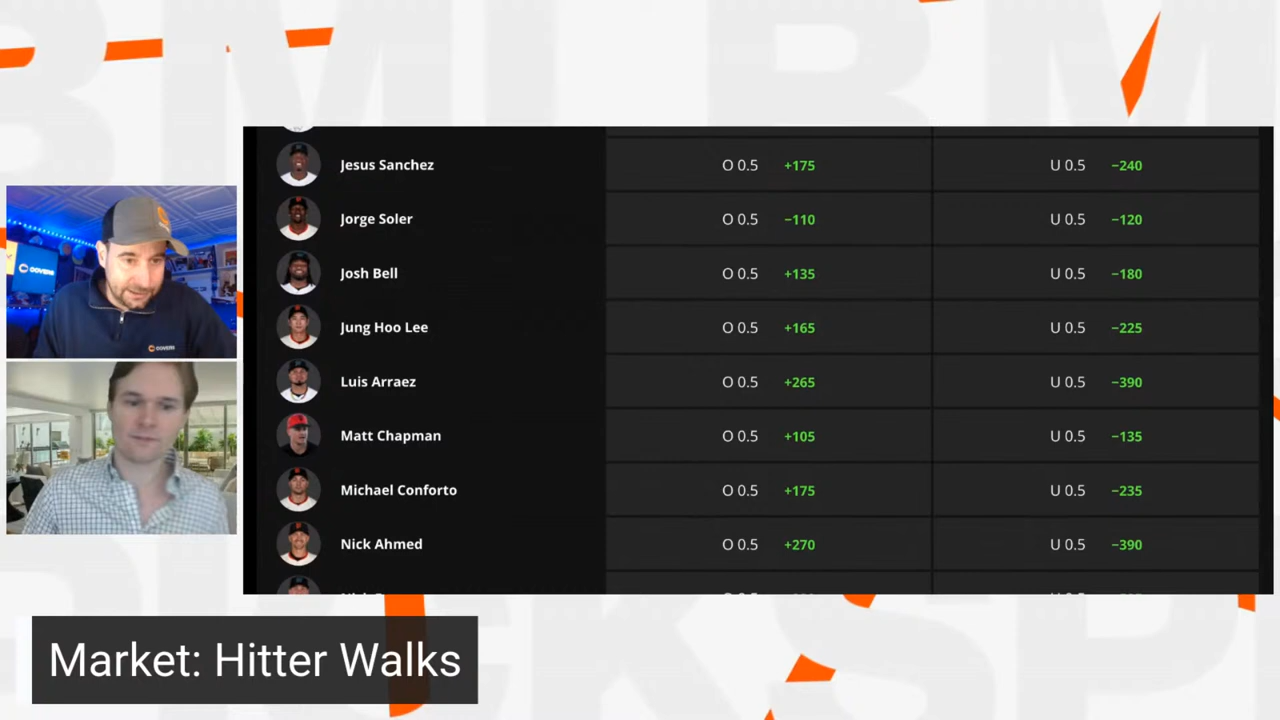 Jesus Sanchez O 0.5 +175 U 0.5 −240
Jorge Soler O 0.5 −110 U 0.5 −120
Josh Bell O 0.5 +135 U 0.5 −180
Jung Hoo Lee O 0.5 +165 U 0.5 −225
Luis Arraez O 0.5 +265 U 0.5 −390
Matt Chapman O 0.5 +105 U 0.5 −135
Michael Conforto O 0.5 +175 U 0.5 −235
Nick Ahmed O 0.5 +270 U 0.5 −390
COVERS
COVERS
Market: Hitter Walks